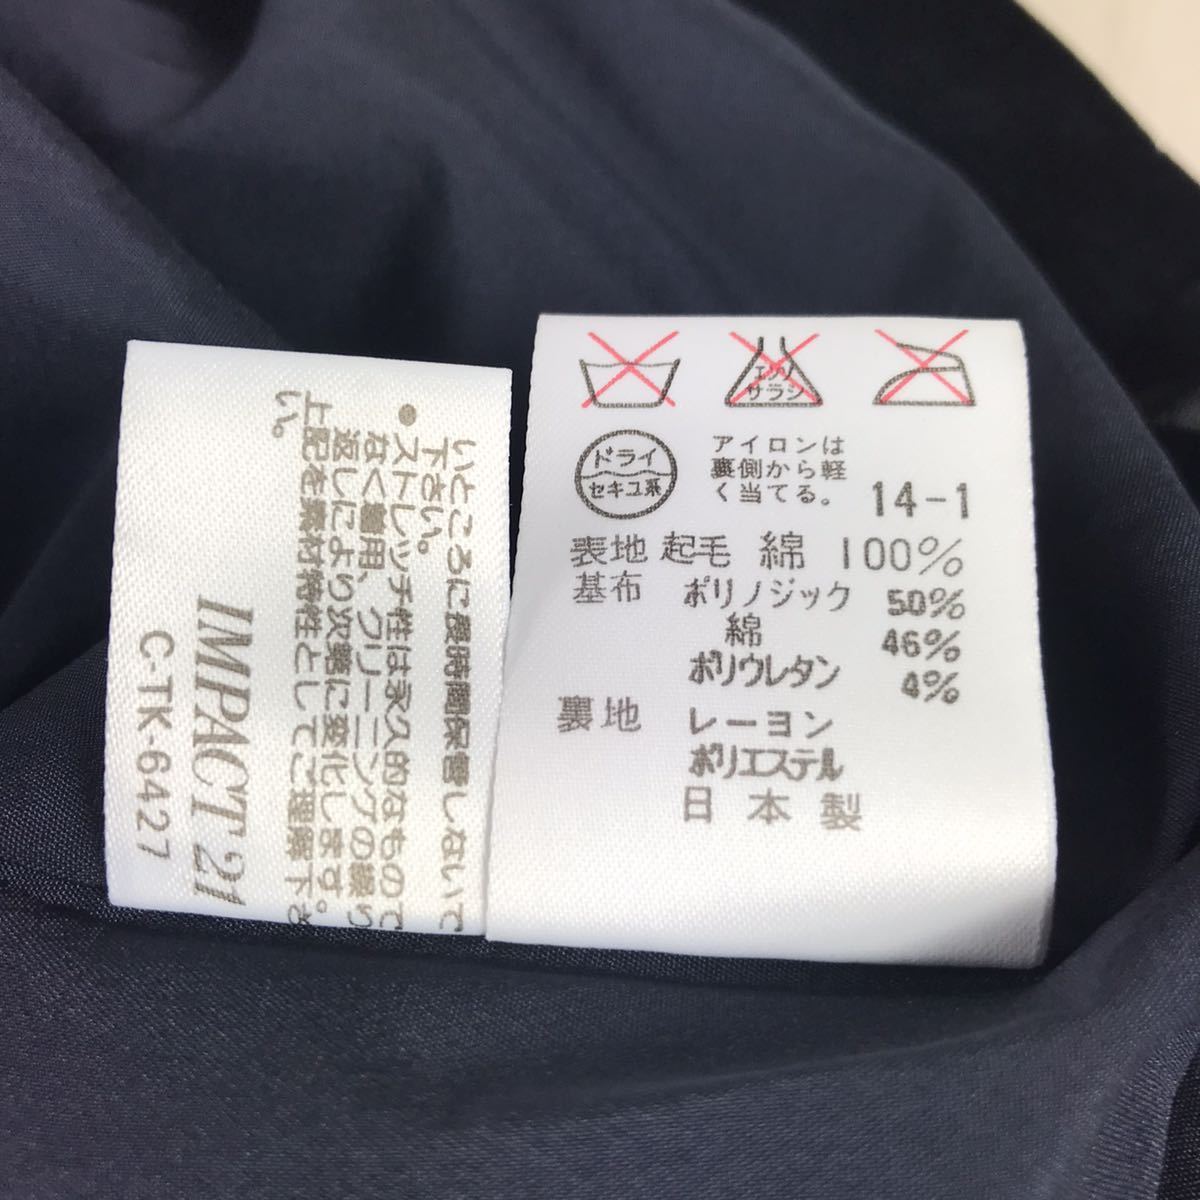 いところに長時間保管しないで
下さい。
●ストレッチ性は永久的なもので
なく着用、クリーニングの繰り
返しにより次第に変化します。
上記を素材特性としてご理解下さ
い。
IMPACT 21
C-TK-6427
エンソ
サラシ
ドライ
セキユ系
アイロンは
裏側から軽
く当てる。
14-1
表地 起毛 綿 100%
基布 ポリノジック 50%
綿 46%
ポリウレタン 4%
裏地 レーヨン
ポリエステル
日本製